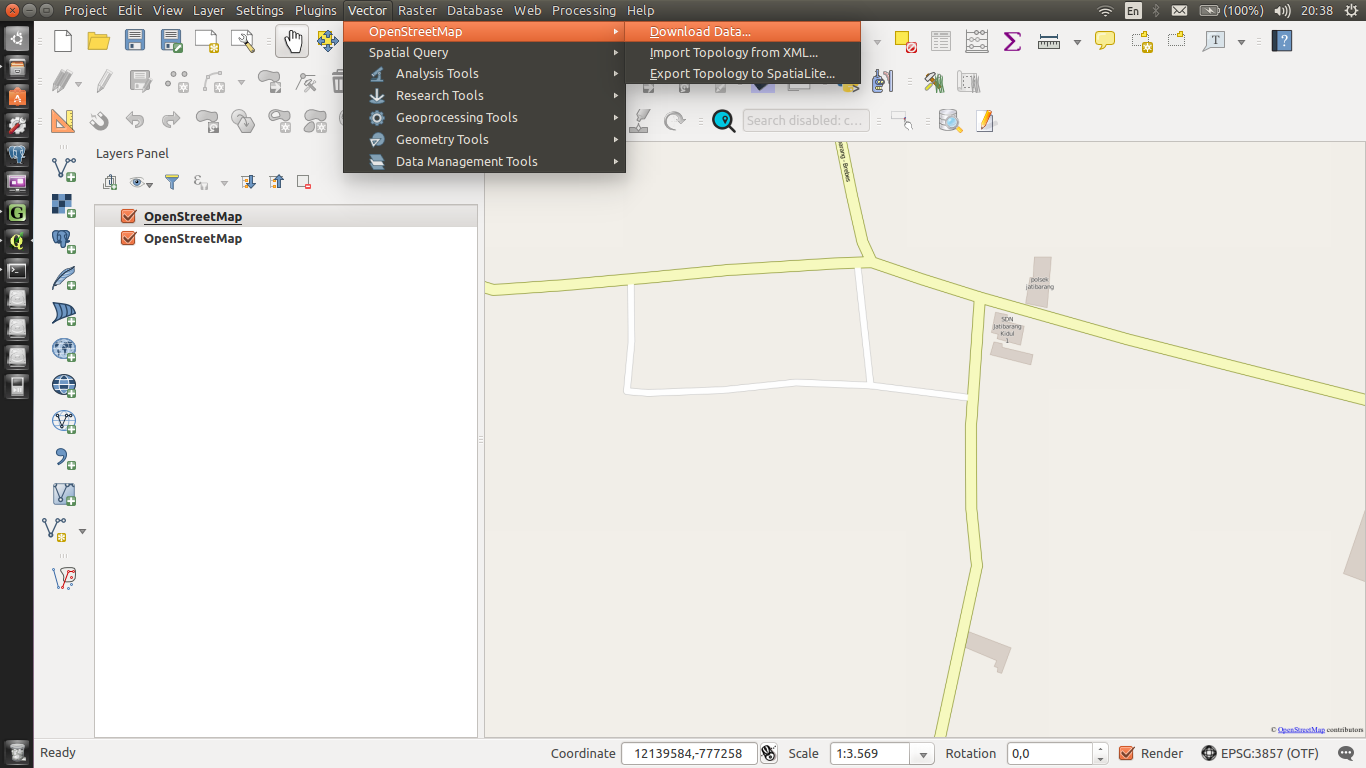 Project Edit View Layer Settings Plugins Vector Raster Database Web Processing Help
En (100%) 20:38
OpenStreetMap
Download Data...
Spatial Query
Import Topology from XML...
Analysis Tools
Export Topology to SpatiaLite...
Research Tools
Geoprocessing Tools
Search disabled: c...
Geometry Tools
Data Management Tools
Layers Panel
OpenStreetMap
OpenStreetMap
polsek
jatibarang
SDN
Jatibarang
Kidul
1
© OpenStreetMap contributors
Ready
Coordinate 12139584,-777258 Scale 1:3.569 Rotation 0,0 Render EPSG:3857 (OTF)